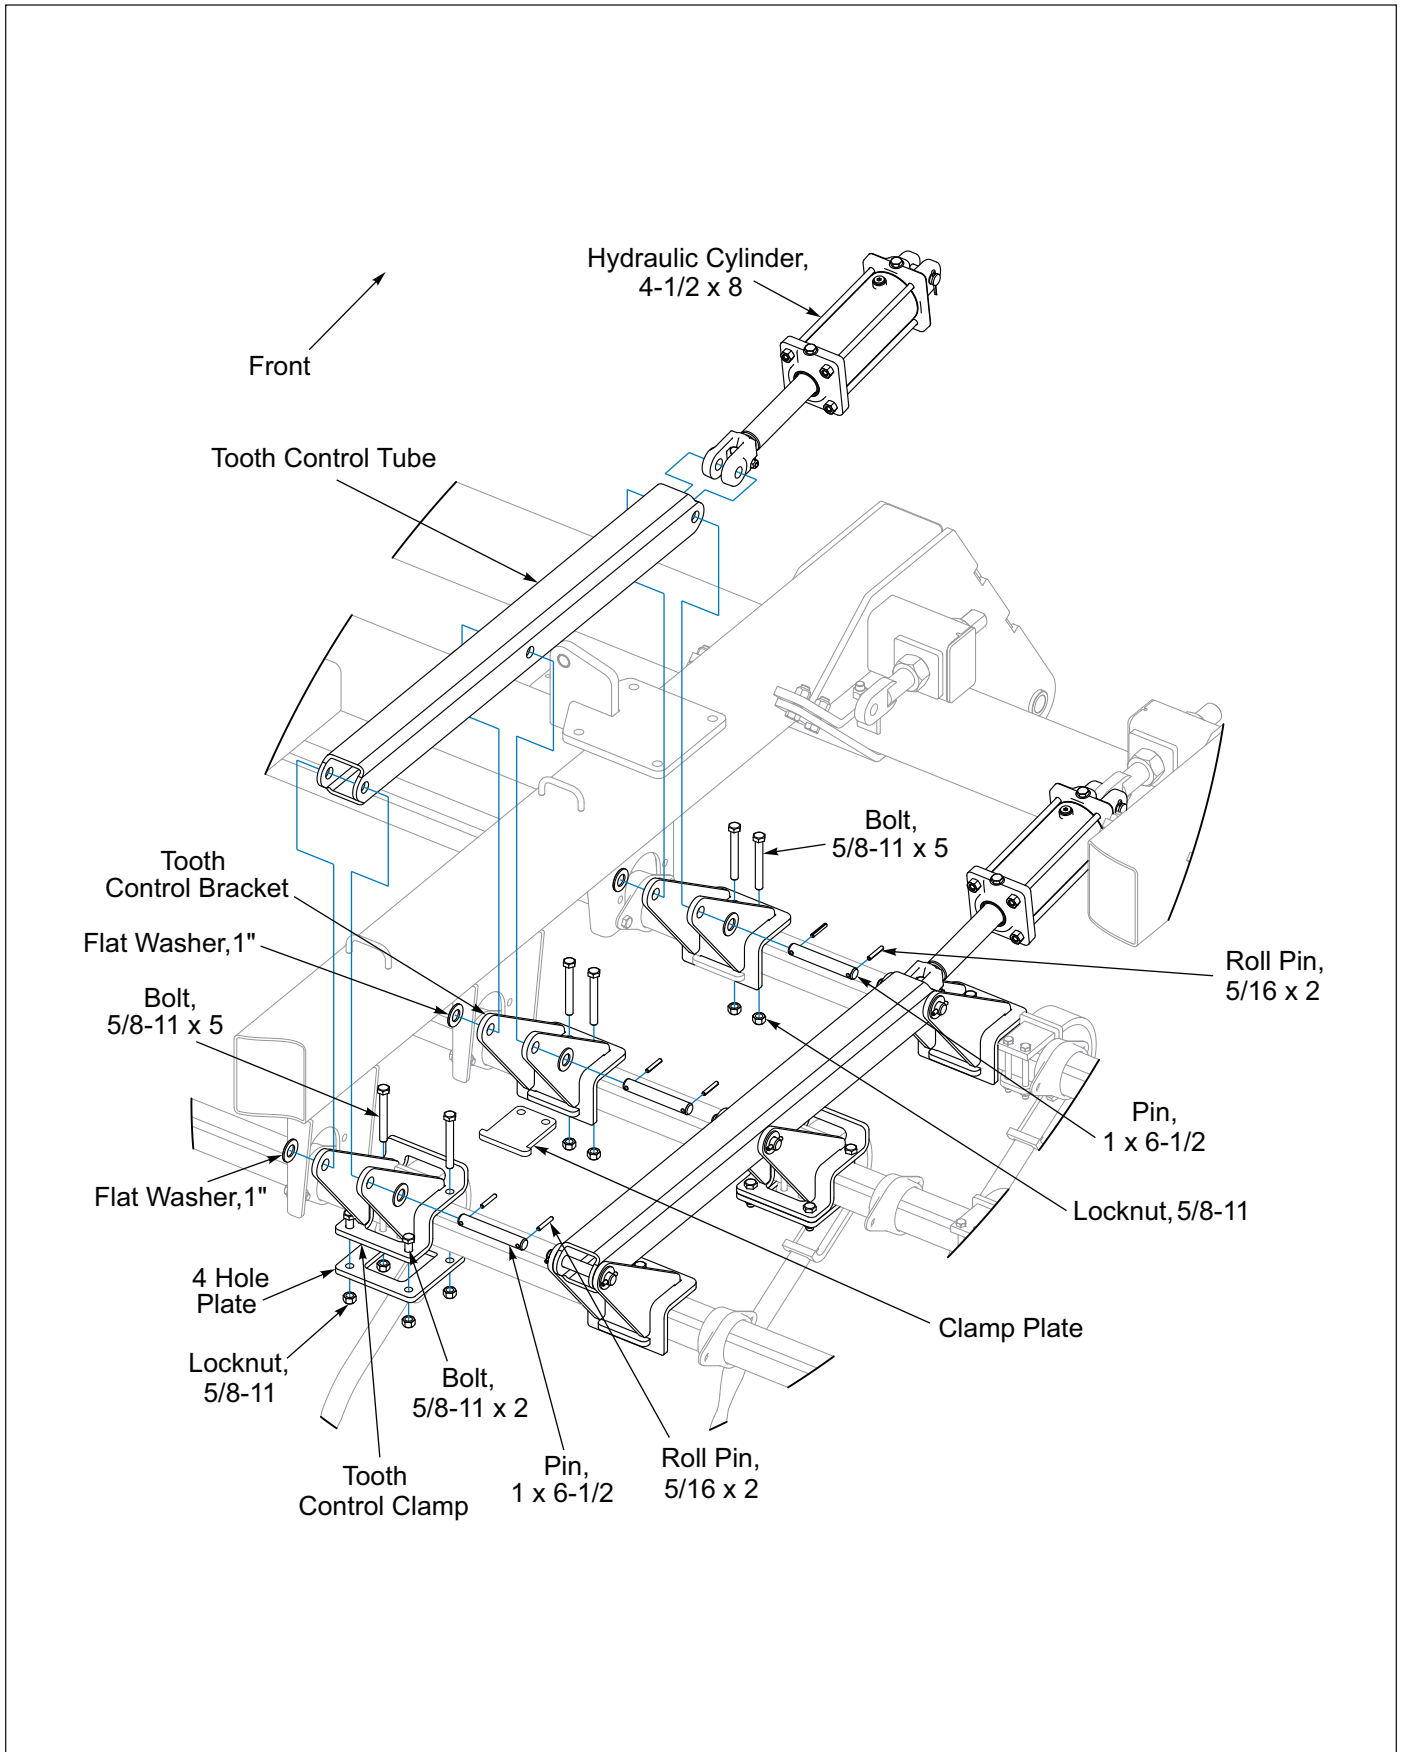 Hydraulic Cylinder,
4-1/2 x 8
Front
Tooth Control Tube
Bolt,
5/8-11 x 5
Tooth
Control Bracket
Flat Washer,1"
Bolt,
5/8-11 x 5
Roll Pin,
5/16 x 2
Pin,
1 x 6-1/2
Flat Washer,1"
Locknut, 5/8-11
4 Hole
Plate
Clamp Plate
Locknut,
5/8-11
Bolt,
5/8-11 x 2
Tooth
Control Clamp
Pin,
1 x 6-1/2
Roll Pin,
5/16 x 2